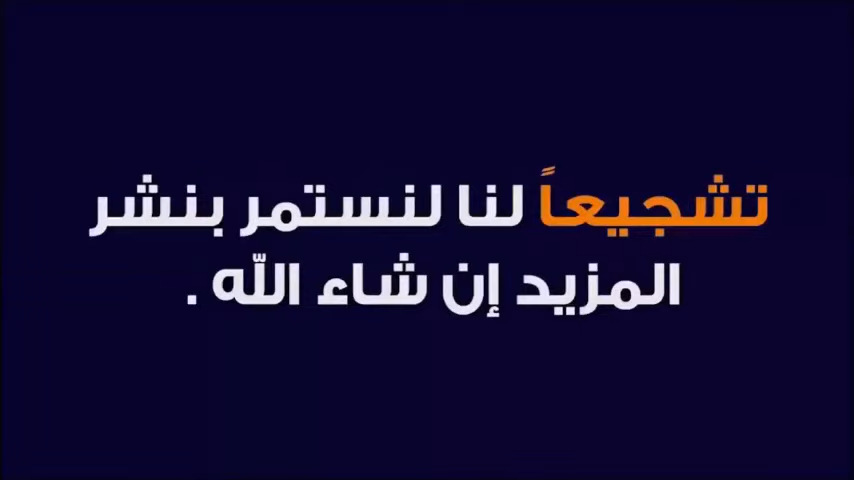 تشجيعاً لنا لنستمر بنشر
المزيد إن شاء الله .